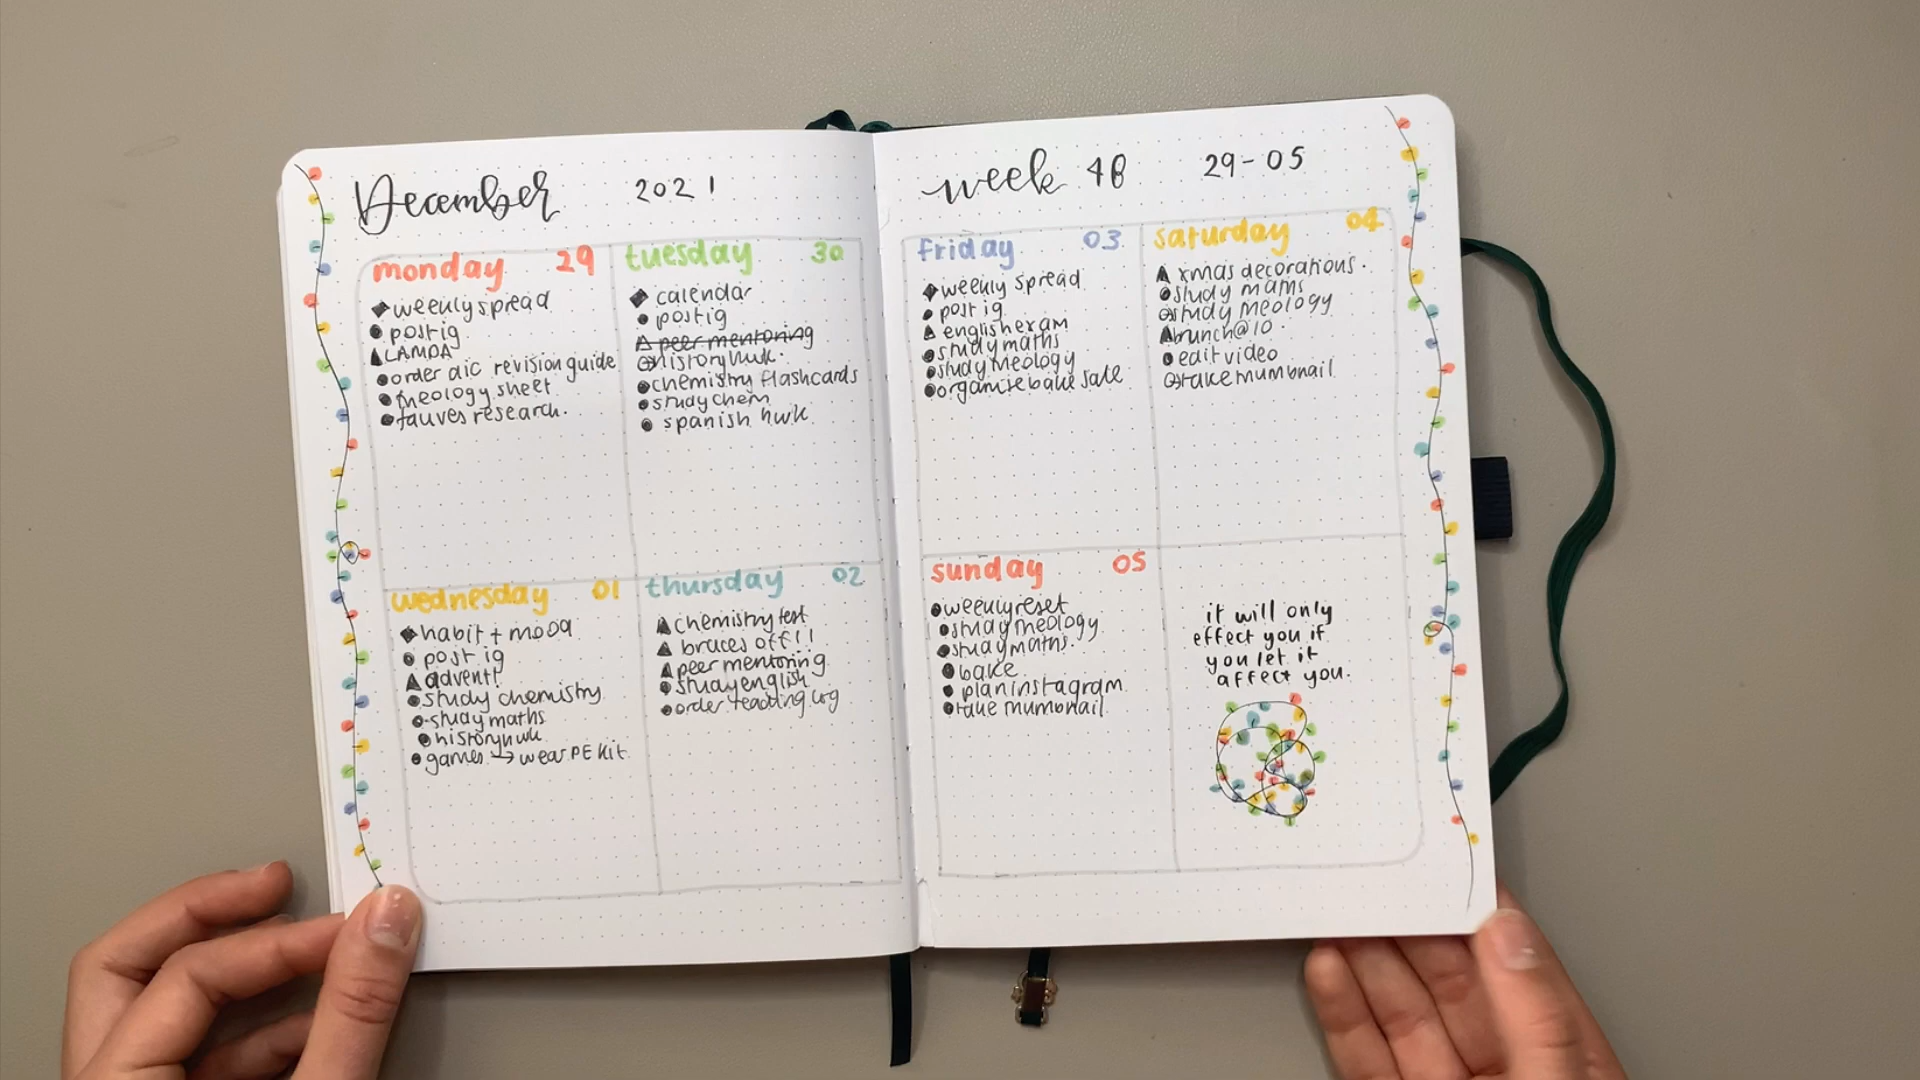 December 2021
monday 29
weekly spread
post ig
LAMDA
order aic revision guide
theology sheet
fauves research.
tuesday 30
calendar
post ig
peer mentoring
history hwk.
chemistry flashcards
study chem
spanish hwk
wednesday 01
habit + mood
post ig
advent!
study chemistry
study maths
history hwk
games → wear PE kit
thursday 02
chemistry test
braces off!!
peer mentoring
study english
order reading log
week 48 29-05
friday 03
weekly spread
post ig
english exam
study maths
study theology
organise bake sale
saturday 04
xmas decorations.
study maths
study theology
brunch@10.
edit video
take thumbnail
sunday 05
weekly reset
study theology
study maths.
bake
plan instagram
take thumbnail
it will only
effect you if
you let it
affect you.